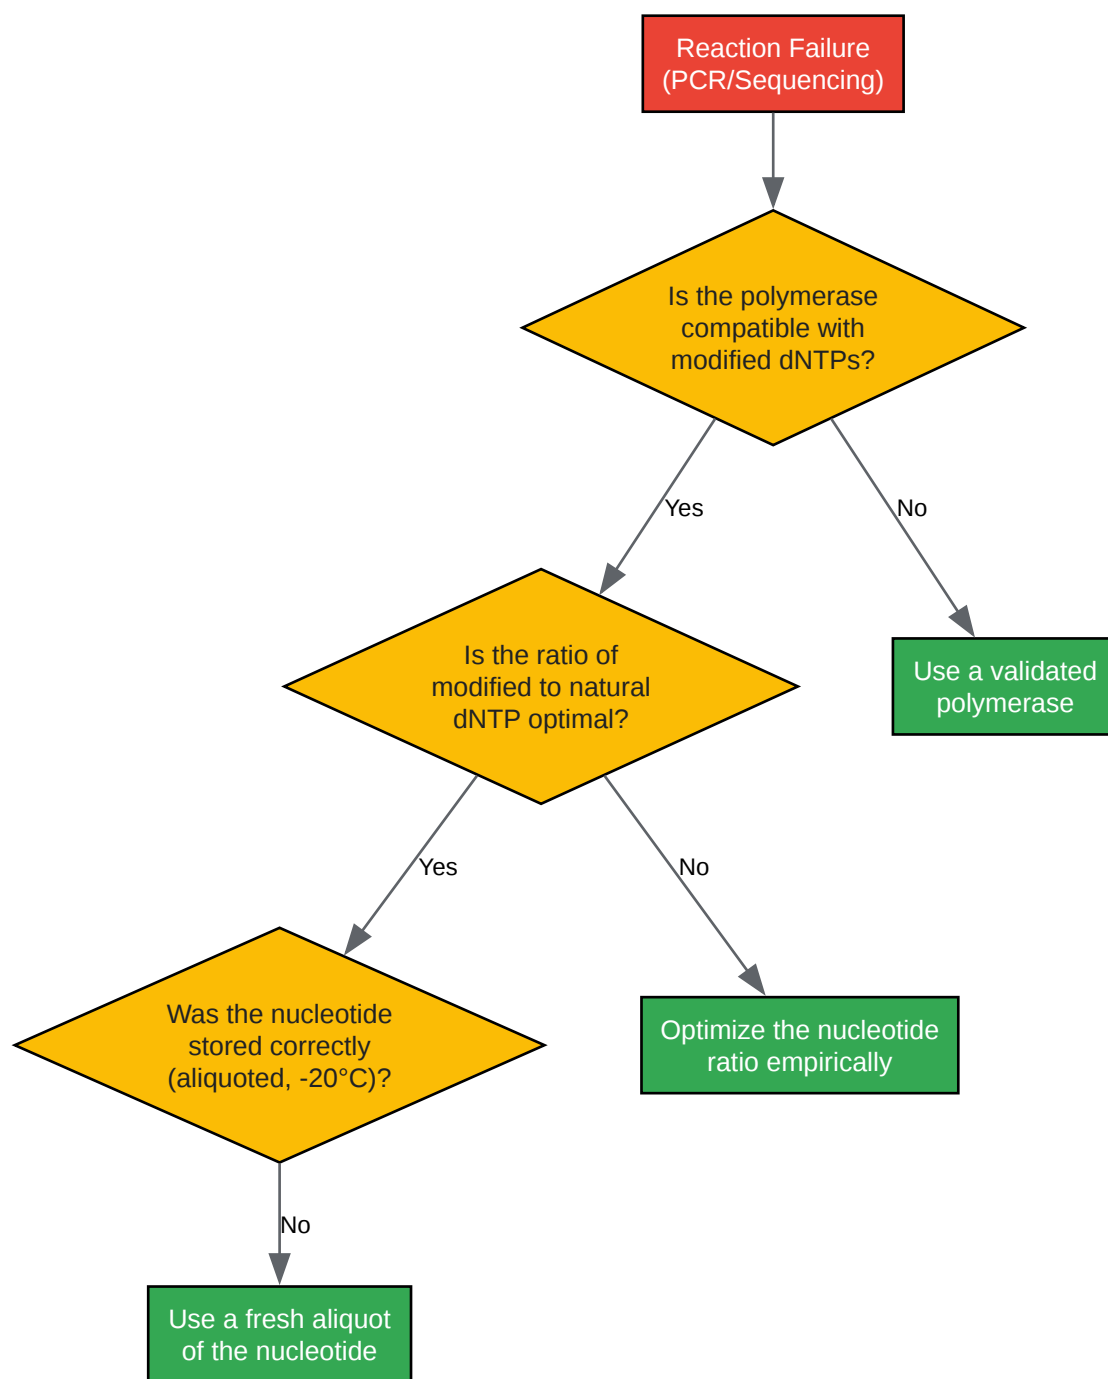 Reaction Failure
(PCR/Sequencing)
Is the polymerase
compatible with
modified dNTPs?
Yes
No
Is the ratio of
modified to natural
dNTP optimal?
Use a validated
polymerase
Yes
No
Was the nucleotide
stored correctly
(aliquoted, -20°C)?
Optimize the nucleotide
ratio empirically
No
Use a fresh aliquot
of the nucleotide